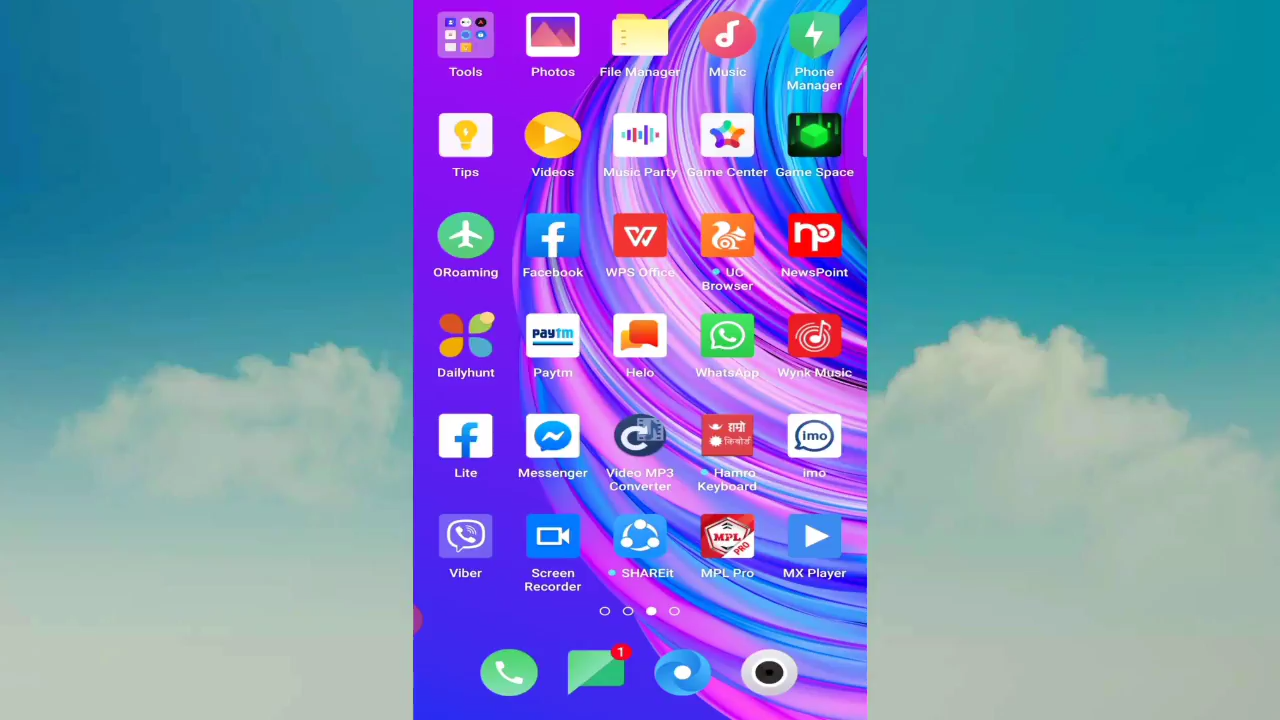 Tools Photos File Manager Music Phone
Manager
Tips Videos Music Party Game Center Game Space
np
ORoaming Facebook WPS Office UC
Browser NewsPoint
paytm
Dailyhunt Paytm Helo WhatsApp Wynk Music
हाम्रो
किबोर्ड
imo
Lite Messenger Video MP3
Converter Hamro
Keyboard imo
MPL
PRO
Viber Screen
Recorder SHAREit MPL Pro MX Player
1